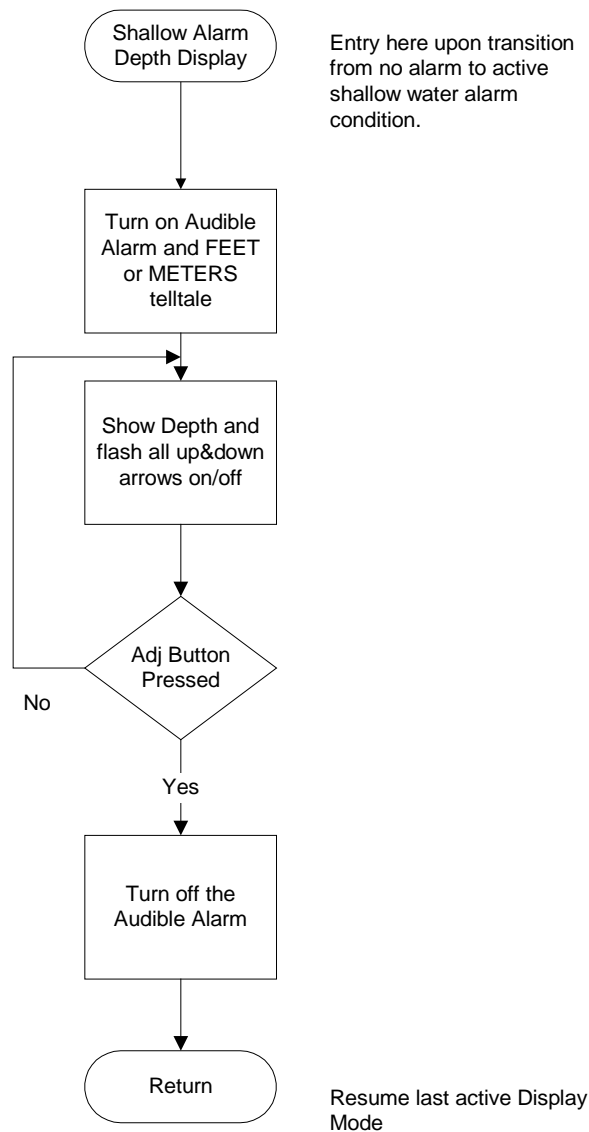 Shallow Alarm
Depth Display
Entry here upon transition
from no alarm to active
shallow water alarm
condition.
Turn on Audible
Alarm and FEET
or METERS
telltale
Show Depth and
flash all up&down
arrows on/off
Adj Button
Pressed
No
Yes
Turn off the
Audible Alarm
Return
Resume last active Display
Mode